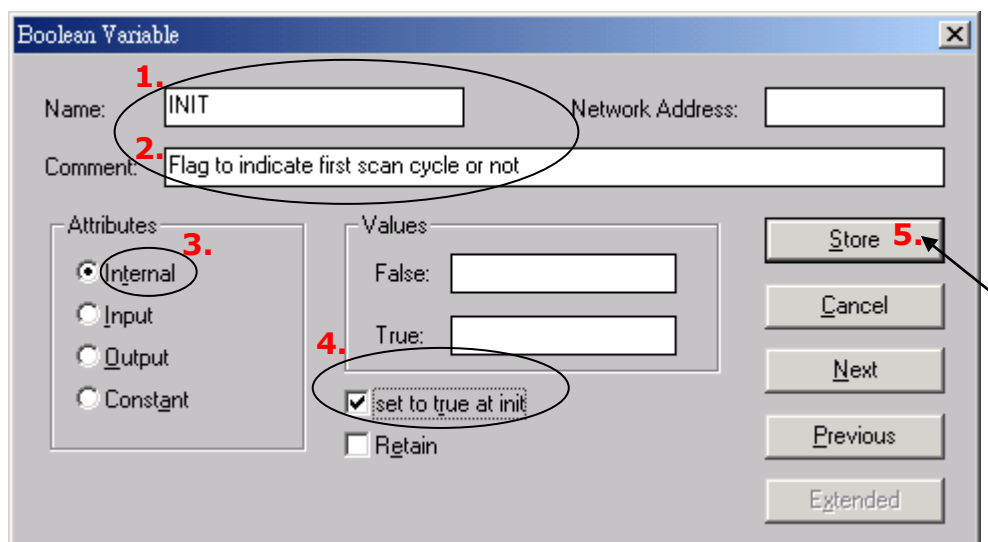 Boolean Variable
1.
Name: INIT Network Address:
2.
Comment: Flag to indicate first scan cycle or not
Attributes
3.
Internal
Input
Output
Constant
Values
False:
True:
4.
set to true at init
Retain
Store 5.
Cancel
Next
Previous
Extended